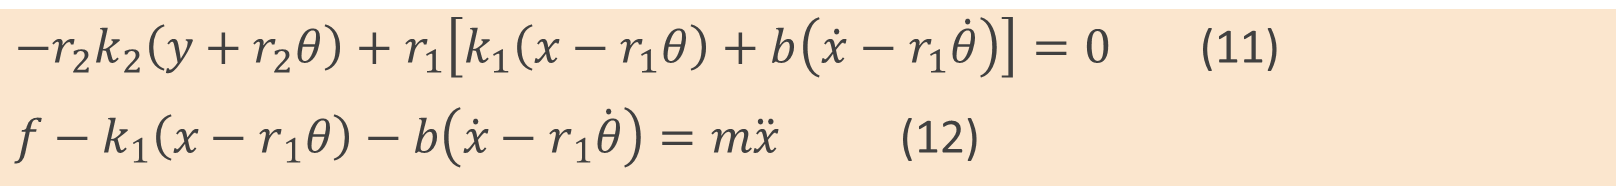 −r₂k₂(y + r₂θ) + r₁[k₁(x − r₁θ) + b(ẋ − r₁θ̇)] = 0 (11)
f − k₁(x − r₁θ) − b(ẋ − r₁θ̇) = mẍ (12)